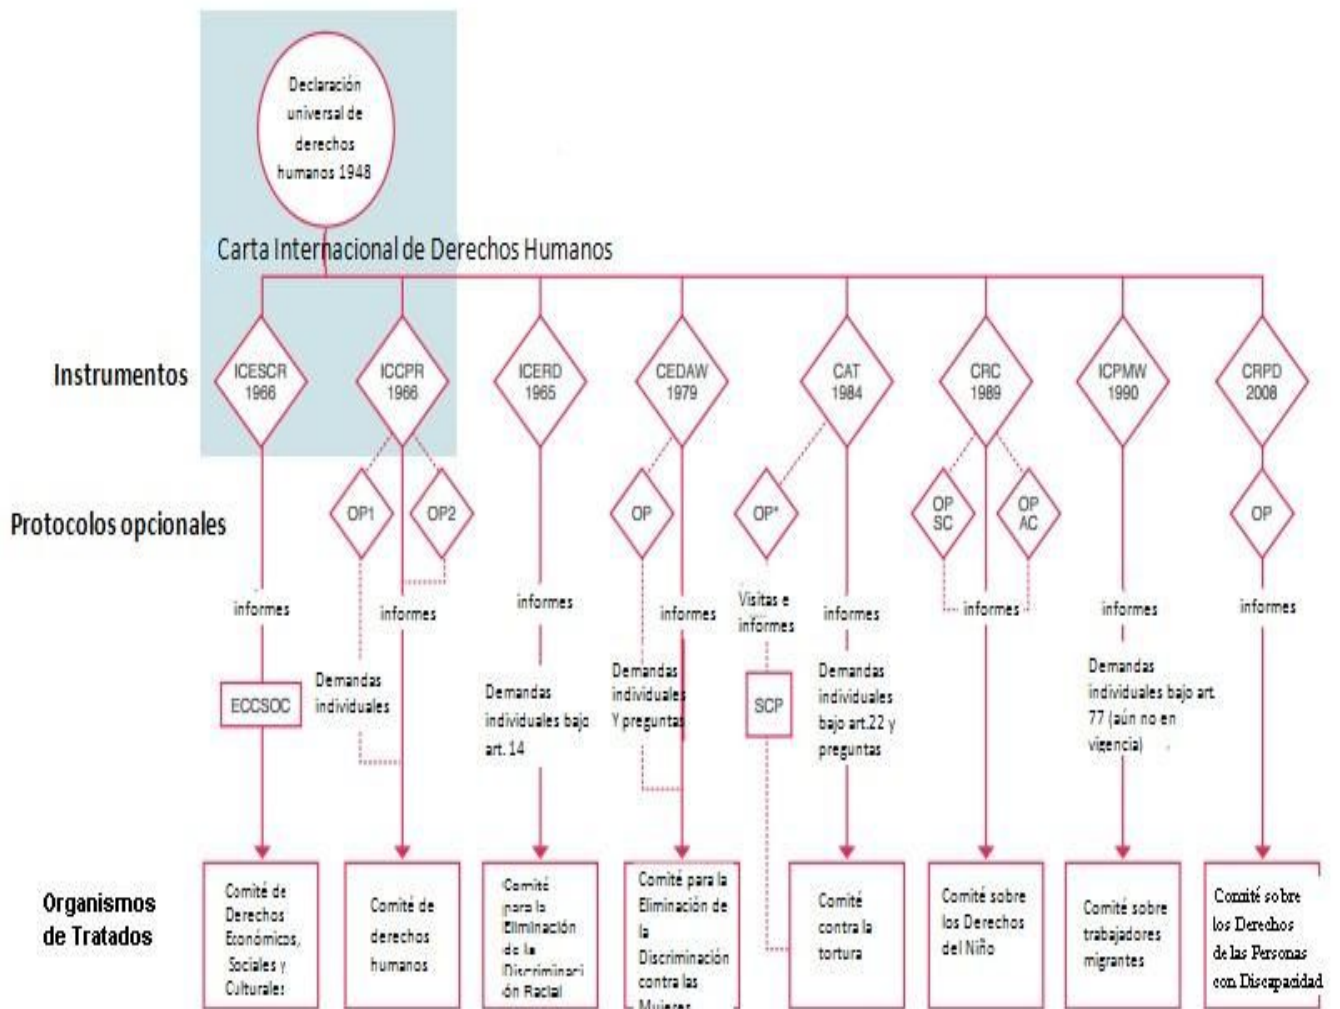 Declaración
universal de
derechos
humanos 1948
Carta Internacional de Derechos Humanos
Instrumentos
ICESCR
1966
ICCPR
1966
ICERD
1965
CEDAW
1979
CAT
1984
CRC
1989
ICPMW
1990
CRPD
2008
Protocolos opcionales
OP1
OP2
OP
OP*
OP
SC
OP
AC
OP
informes
informes
informes
informes
Visitas e
informes
informes
informes
informes
informes
ECCSOC
Demandas
individuales
Demandas
individuales bajo
art. 14
Demandas
individuales
Y preguntas
SCP
Demandas
individuales
bajo art.22 y
preguntas
Demandas
individuales bajo art.
77 (aún no en
vigencia)
Organismos
de Tratados
Comité de
Derechos
Económicos,
Sociales y
Culturales
Comité de
derechos
humanos
Comité
para la
Eliminación
de la
Discriminaci
ón Racial
Comité para la
Eliminación de
la
Discriminación
contra las
Mujeres
Comité
contra la
tortura
Comité sobre
los Derechos
del Niño
Comité sobre
trabajadores
migrantes
Comité sobre
los Derechos
de las Personas
con Discapacidad